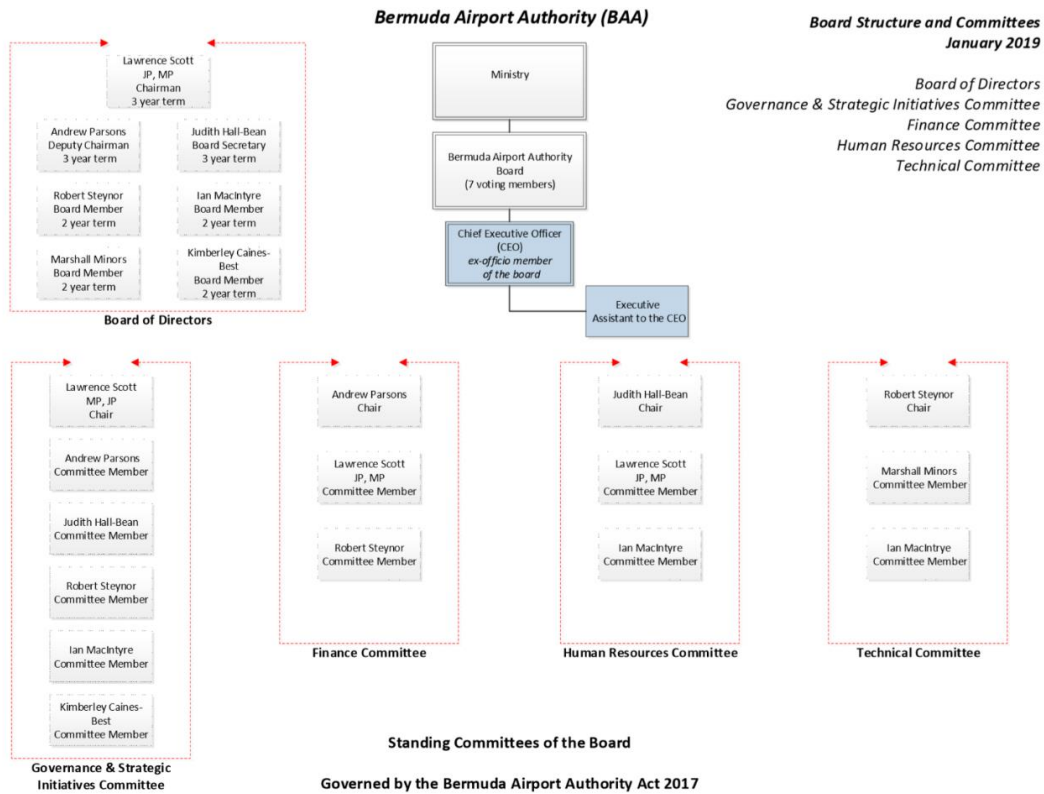 Bermuda Airport Authority (BAA)
Board Structure and Committees
January 2019
Board of Directors
Governance & Strategic Initiatives Committee
Finance Committee
Human Resources Committee
Technical Committee
Lawrence Scott
JP, MP
Chairman
3 year term
Andrew Parsons
Deputy Chairman
3 year term
Judith Hall-Bean
Board Secretary
3 year term
Robert Steynor
Board Member
2 year term
Ian MacIntyre
Board Member
2 year term
Marshall Minors
Board Member
2 year term
Kimberley Caines-
Best
Board Member
2 year term
Board of Directors
Ministry
Bermuda Airport Authority
Board
(7 voting members)
Chief Executive Officer
(CEO)
ex-officio member
of the board
Executive
Assistant to the CEO
Lawrence Scott
MP, JP
Chair
Andrew Parsons
Committee Member
Judith Hall-Bean
Committee Member
Robert Steynor
Committee Member
Ian MacIntyre
Committee Member
Kimberley Caines-
Best
Committee Member
Governance & Strategic
Initiatives Committee
Andrew Parsons
Chair
Lawrence Scott
JP, MP
Committee Member
Robert Steynor
Committee Member
Finance Committee
Judith Hall-Bean
Chair
Lawrence Scott
JP, MP
Committee Member
Ian MacIntyre
Committee Member
Human Resources Committee
Robert Steynor
Chair
Marshall Minors
Committee Member
Ian MacIntrye
Committee Member
Technical Committee
Standing Committees of the Board
Governed by the Bermuda Airport Authority Act 2017